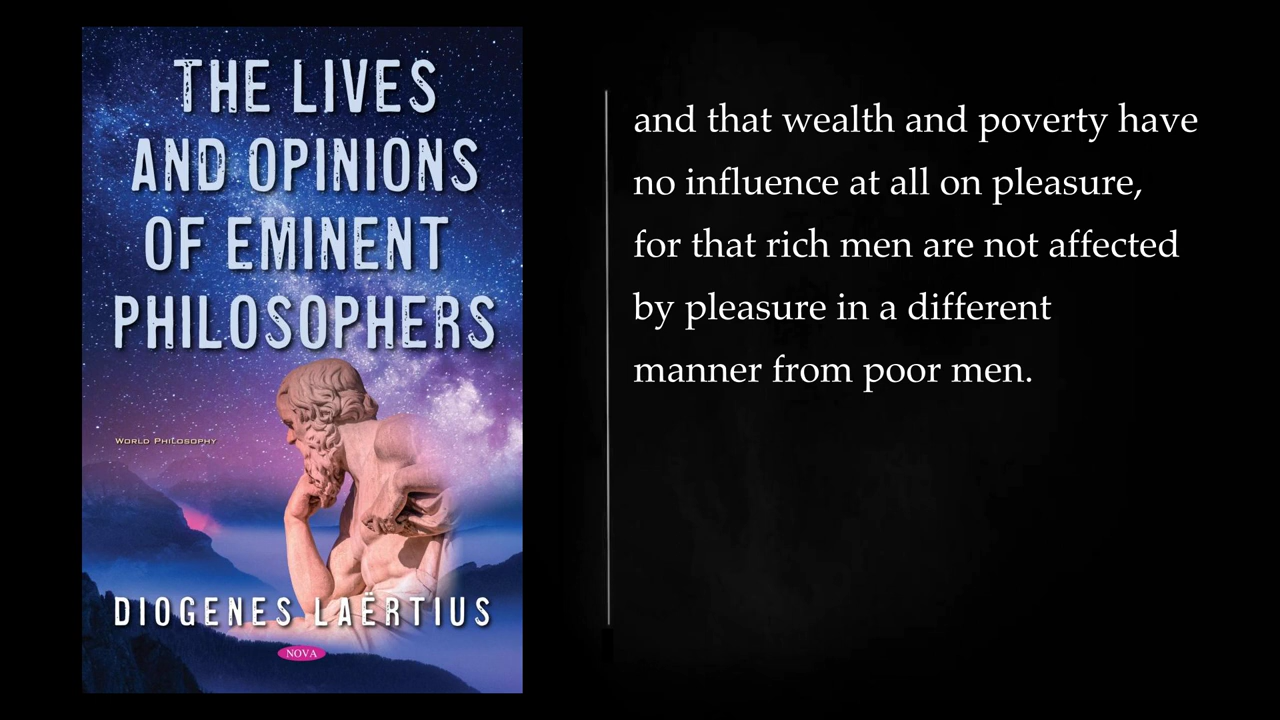 THE LIVES
AND OPINIONS
OF EMINENT
PHILOSOPHERS
WORLD PHILOSOPHY
DIOGENES LAËRTIUS
NOVA
and that wealth and poverty have
no influence at all on pleasure,
for that rich men are not affected
by pleasure in a different
manner from poor men.